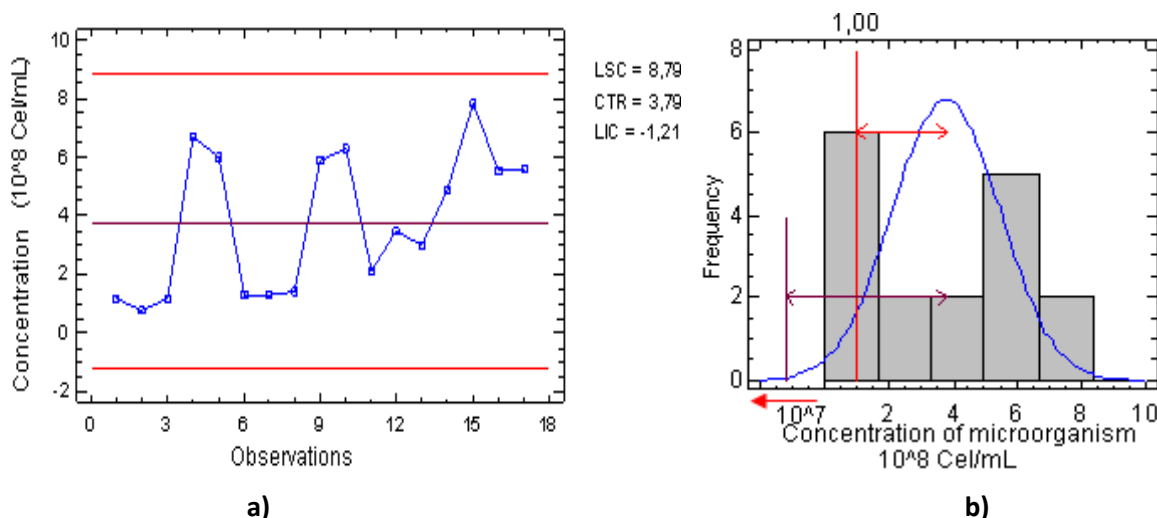 10
8
6
4
2
0
-2
0 3 6 9 12 15 18
Concentration (10^8 Cel/mL)
Observations
LSC = 8,79
CTR = 3,79
LIC = -1,21
a)
1,00
8
6
4
2
0
Frequency
10^7 2 4 6 8 10
Concentration of microorganism
10^8 Cel/mL
b)